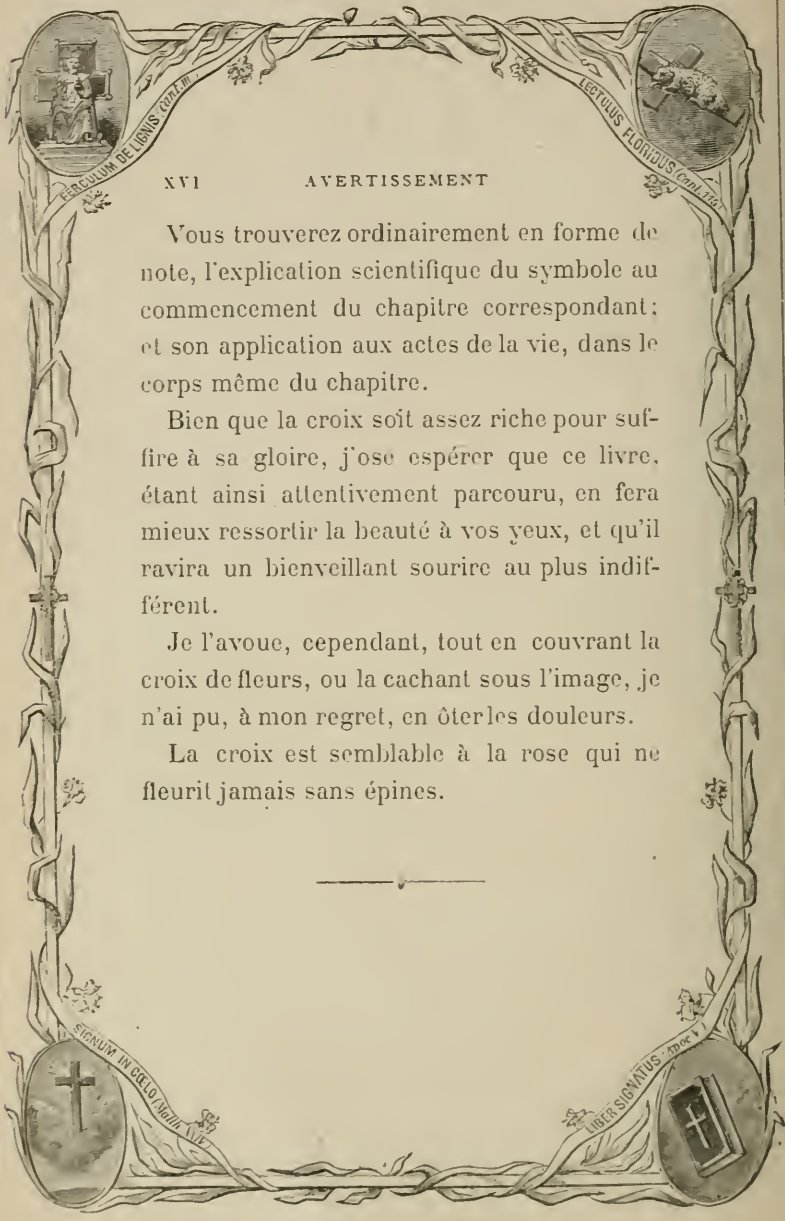 FERCULUM DE LIGNIS (Cant. III.
LECTULUS FLORIDUS (Cant.
XVI AVERTISSEMENT
Vous trouverez ordinairement en forme de
note, l'explication scientifique du symbole au
commencement du chapitre correspondant;
et son application aux actes de la vie, dans le
corps même du chapitre.
Bien que la croix soit assez riche pour suf-
fire à sa gloire, j'ose espérer que ce livre,
étant ainsi attentivement parcouru, en fera
mieux ressortir la beauté à vos yeux, et qu'il
ravira un bienveillant sourire au plus indif-
férent.
Je l'avoue, cependant, tout en couvrant la
croix de fleurs, ou la cachant sous l'image, je
n'ai pu, à mon regret, en ôter les douleurs.
La croix est semblable à la rose qui ne
fleurit jamais sans épines.
SIGNUM IN CŒLO (Matth.
LIBER SIGNATUS (Apoc V)